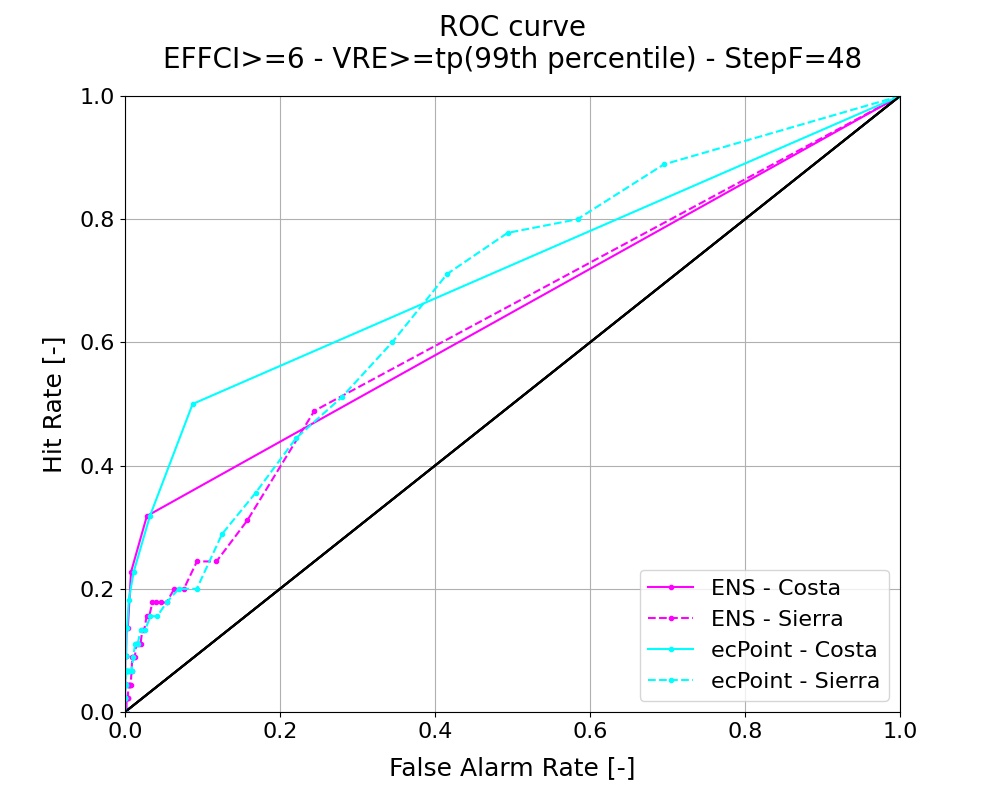 ROC curve
EFFCI>=6 - VRE>=tp(99th percentile) - StepF=48
1.0
0.8
0.6
0.4
0.2
0.0
Hit Rate [-]
ENS - Costa
ENS - Sierra
ecPoint - Costa
ecPoint - Sierra
0.0 0.2 0.4 0.6 0.8 1.0
False Alarm Rate [-]